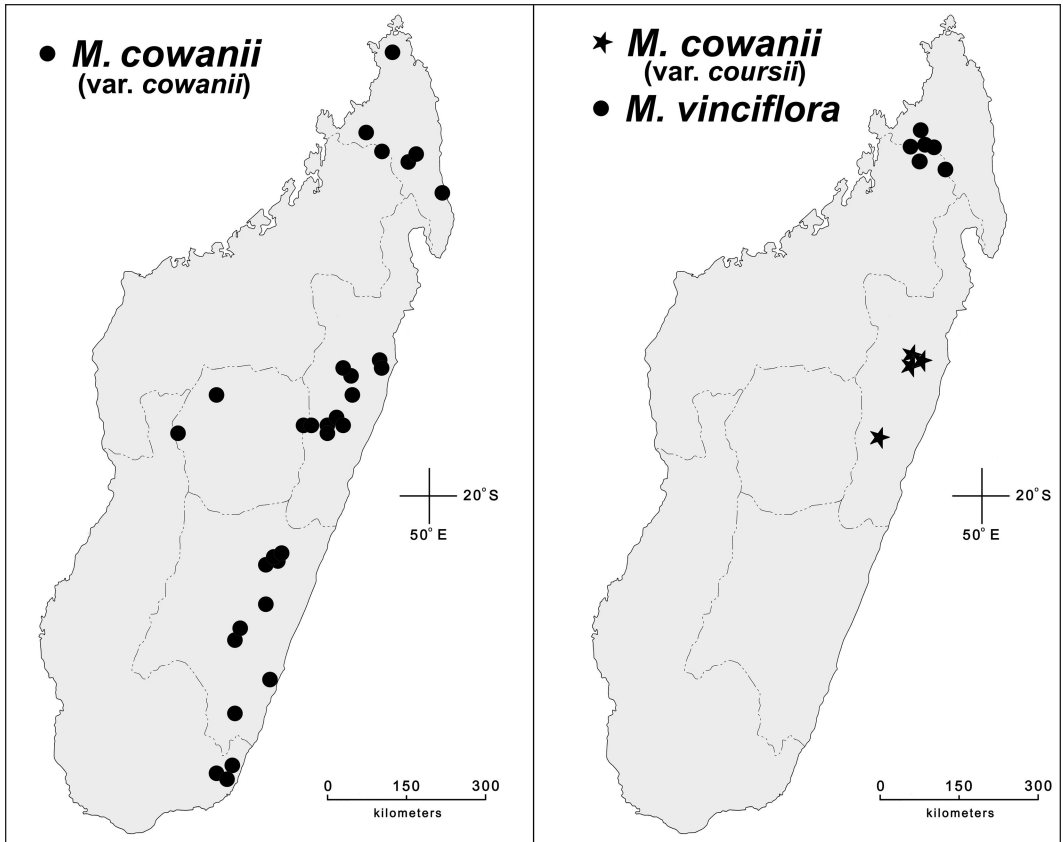 M. cowanii
(var. cowanii)
20°S
50°E
0 150 300
kilometers
M. cowanii
(var. coursii)
M. vinciflora
20°S
50°E
0 150 300
kilometers